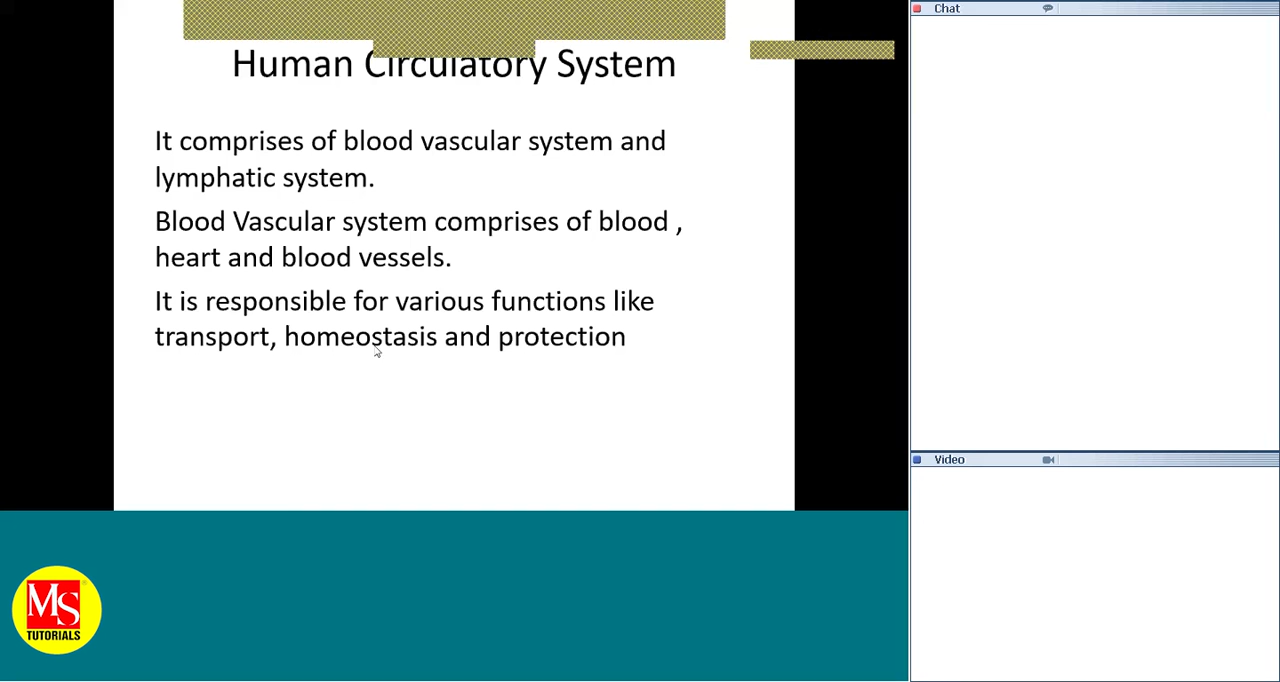 Human Circulatory System
It comprises of blood vascular system and
lymphatic system.
Blood Vascular system comprises of blood ,
heart and blood vessels.
It is responsible for various functions like
transport, homeostasis and protection
Chat
Video
MS
TUTORIALS